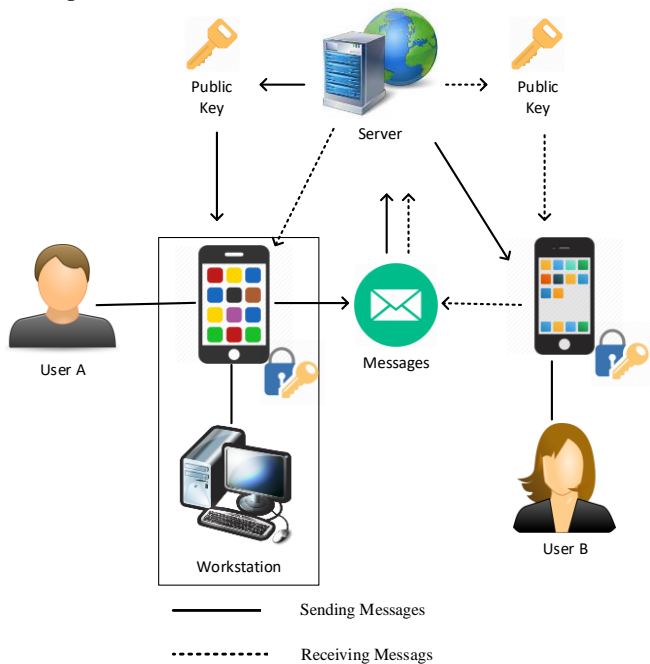 Public
Key
Server
Public
Key
User A
Messages
Workstation
User B
Sending Messages
Receiving Messags